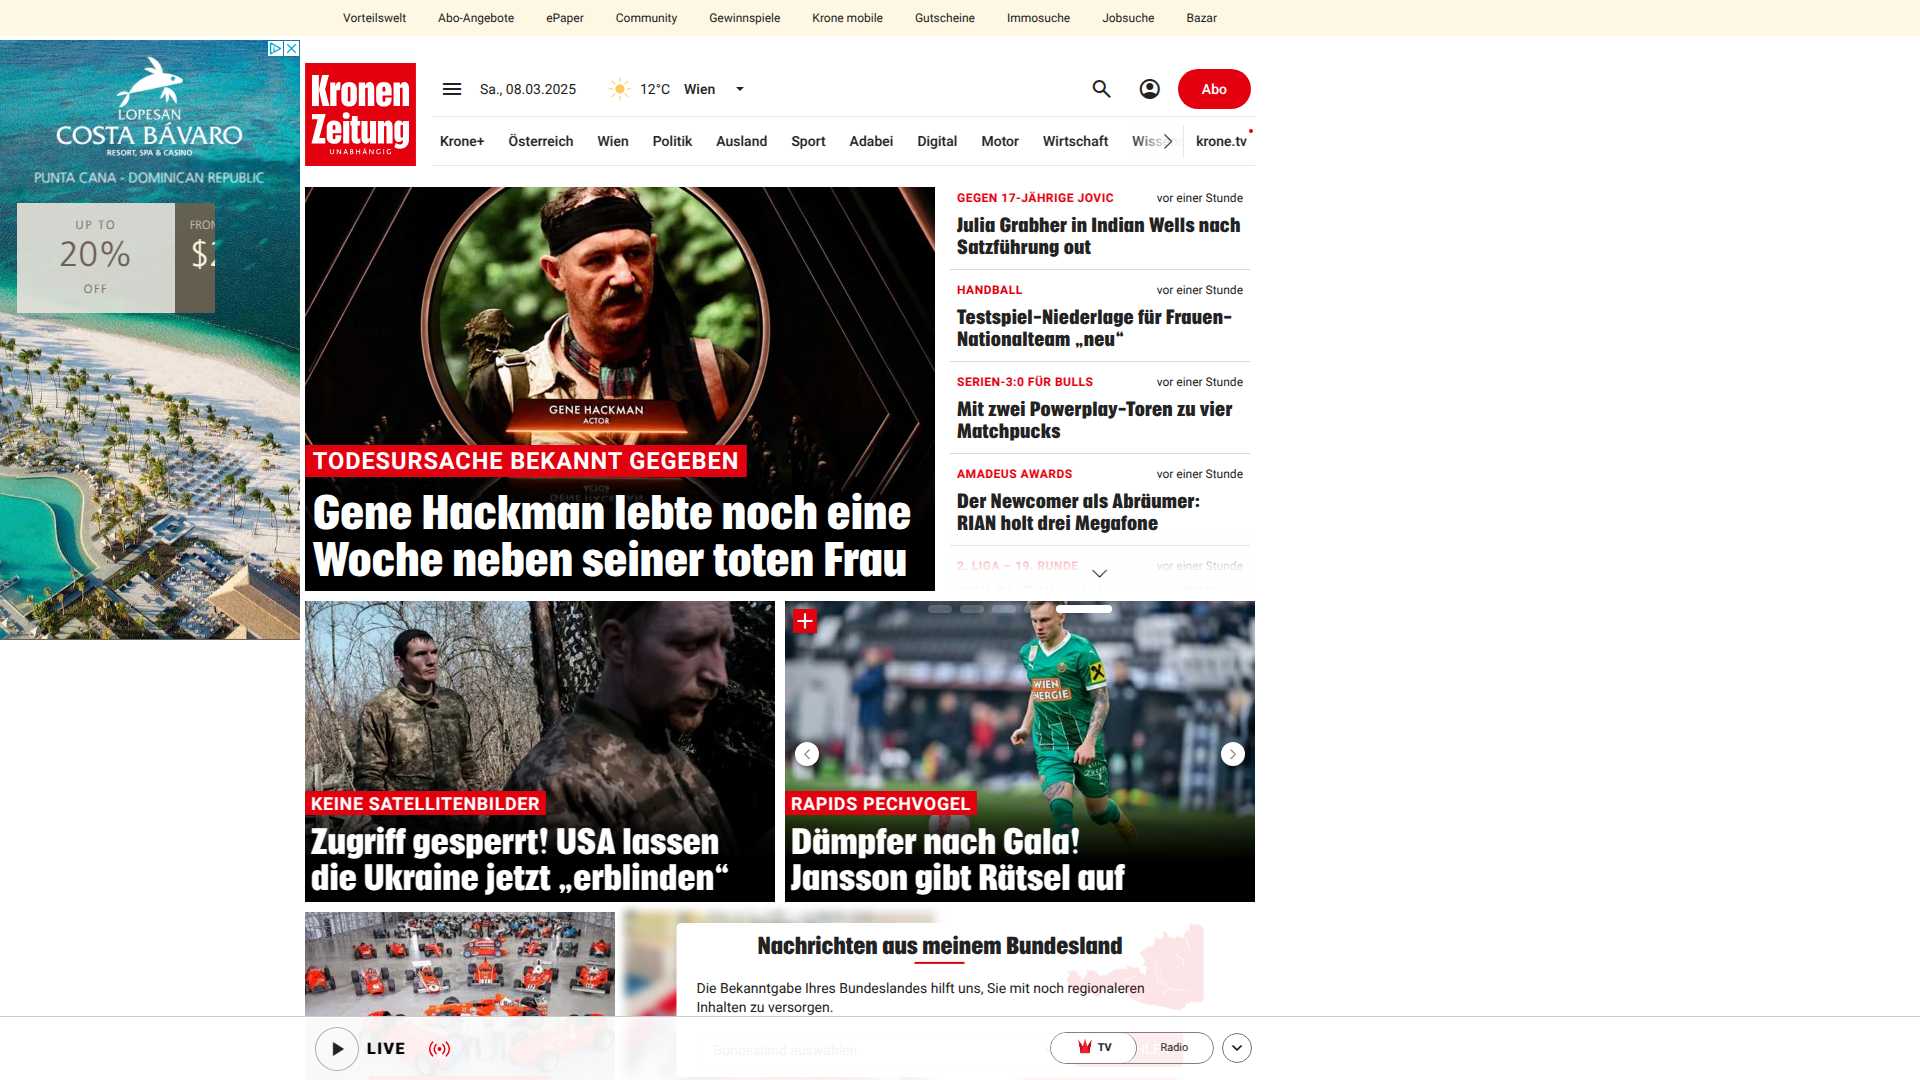 Vorteilswelt Abo-Angebote ePaper Community Gewinnspiele Krone mobile Gutscheine Immosuche Jobsuche Bazar
LOPESAN
COSTA BÁVARO
RESORT, SPA & CASINO
PUNTA CANA - DOMINICAN REPUBLIC
UP TO
20%
OFF
Kronen
Zeitung
UNABHÄNGIG
Sa., 08.03.2025 12°C Wien
Abo
Krone+ Österreich Wien Politik Ausland Sport Adabei Digital Motor Wirtschaft krone.tv
GENE HACKMAN
ACTOR
TODESURSACHE BEKANNT GEGEBEN
Gene Hackman lebte noch eine
Woche neben seiner toten Frau
GEGEN 17-JÄHRIGE JOVIC vor einer Stunde
Julia Grabher in Indian Wells nach
Satzführung out
HANDBALL vor einer Stunde
Testspiel-Niederlage für Frauen-
Nationalteam „neu“
SERIEN-3:0 FÜR BULLS vor einer Stunde
Mit zwei Powerplay-Toren zu vier
Matchpucks
AMADEUS AWARDS vor einer Stunde
Der Newcomer als Abräumer:
RIAN holt drei Megafone
2. LIGA – 19. RUNDE vor einer Stunde
KEINE SATELLITENBILDER
Zugriff gesperrt! USA lassen
die Ukraine jetzt „erblinden“
WIEN
ENERGIE
RAPIDS PECHVOGEL
Dämpfer nach Gala!
Jansson gibt Rätsel auf
Nachrichten aus meinem Bundesland
Die Bekanntgabe Ihres Bundeslandes hilft uns, Sie mit noch regionaleren
Inhalten zu versorgen.
Bundesland auswählen
LIVE
TV Radio